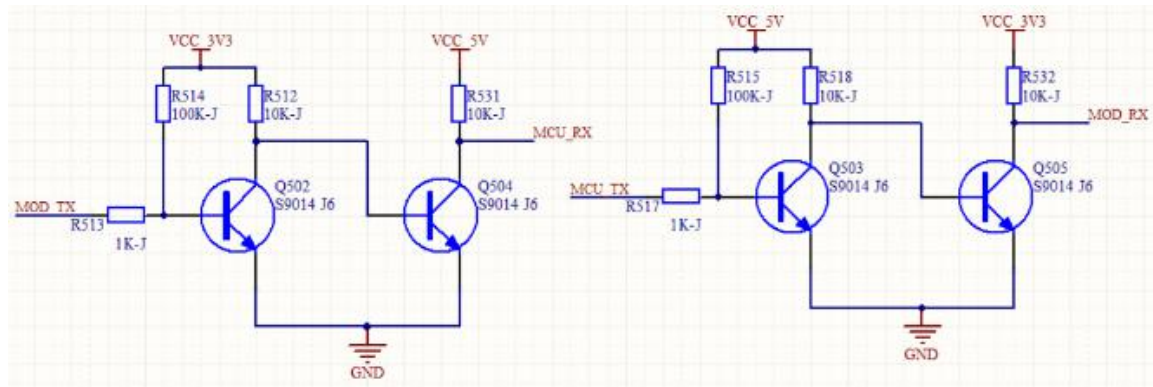 VCC_3V3
R514
100K-J
R512
10K-J
MOD_TX
R513
1K-J
Q502
S9014 J6
VCC_5V
R531
10K-J
MCU_RX
Q504
S9014 J6
GND
VCC_5V
R515
100K-J
R518
10K-J
MCU_TX
R517
1K-J
Q503
S9014 J6
VCC_3V3
R532
10K-J
MOD_RX
Q505
S9014 J6
GND